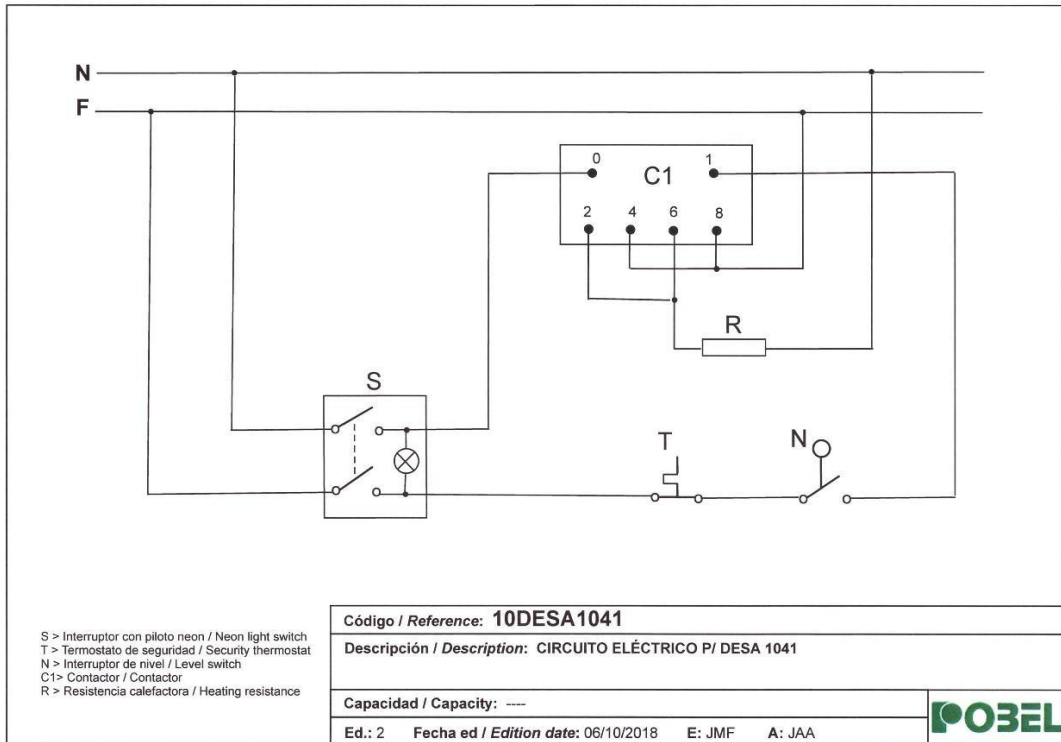 N
F
0
1
C1
2 4 6 8
R
S
T
N
S > Interruptor con piloto neon / Neon light switch
T > Termostato de seguridad / Security thermostat
N > Interruptor de nivel / Level switch
C1> Contactor / Contactor
R > Resistencia calefactora / Heating resistance
Código / Reference: 10DESA1041
Descripción / Description: CIRCUITO ELÉCTRICO P/ DESA 1041
Capacidad / Capacity: ----
Ed.: 2 Fecha ed / Edition date: 06/10/2018 E: JMF A: JAA
POBEL